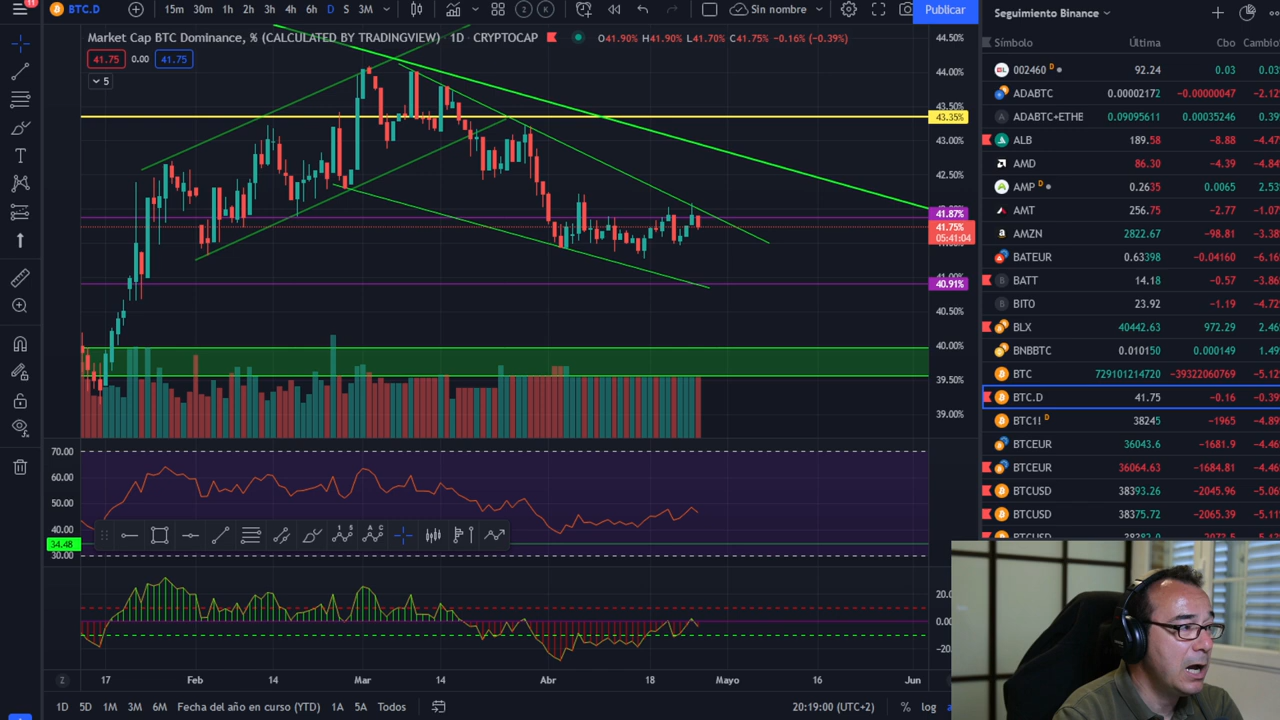 11
BTC.D
15m 30m 1h 2h 3h 4h 6h D S 3M
2 K
Sin nombre
Publicar
Market Cap BTC Dominance, % (CALCULATED BY TRADINGVIEW) 1D CRYPTOCAP
O41.90% H41.90% L41.70% C41.75% −0.16 (−0.39%)
41.75 0.00 41.75
5
44.50%
44.00%
43.50%
43.35%
43.00%
42.50%
41.87%
41.75%
05:41:04
40.91%
40.50%
40.00%
39.50%
39.00%
70.00
60.00
50.00
40.00
34.48
30.00
20.0
0.00
Z 17 Feb 14 Mar 14 Abr 18 Mayo 16 Jun
1D 5D 1M 3M 6M Fecha del año en curso (YTD) 1A 5A Todos
20:19:00 (UTC+2) % log
Seguimiento Binance
Símbolo Última Cbo Cambio
002460 D 92.24 0.03
ADABTC 0.00002172 −0.00000047 −2.12
ADABTC+ETHE 0.09095611 0.00035246 0.39
ALB 189.58 −8.88 −4.47
AMD 86.30 −4.39 −4.84
AMP D 0.2635 0.0065 2.53
AMT 256.75 −2.77 −1.07
AMZN 2822.67 −98.81 −3.38
BATEUR 0.63398 −0.04160 −6.16
BATT 14.18 −0.57 −3.86
BITO 23.92 −1.19 −4.72
BLX 40442.63 972.29 2.46
BNBBTC 0.010150 0.000149 1.49
BTC 729101214720 −39322060769 −5.12
BTC.D 41.75 −0.16 −0.39
BTC1! D 38245 −1965 −4.89
BTCEUR 36043.6 −1681.9 −4.46
BTCEUR 36064.63 −1684.81 −4.46
BTCUSD 38393.26 −2045.96 −5.06
BTCUSD 38375.72 −2065.39 −5.11